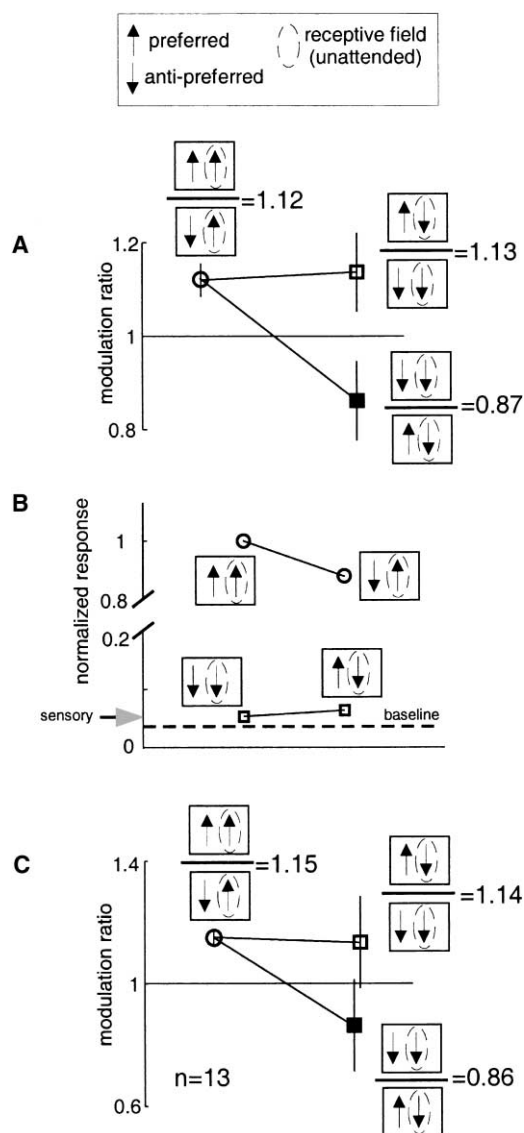 preferred
anti-preferred
receptive field
(unattended)
A
modulation ratio
1.2
1
0.8
=1.12
=1.13
=0.87
B
normalized response
1
0.8
0.2
0
sensory
baseline
C
modulation ratio
1.4
1
0.6
=1.15
=1.14
=0.86
n=13